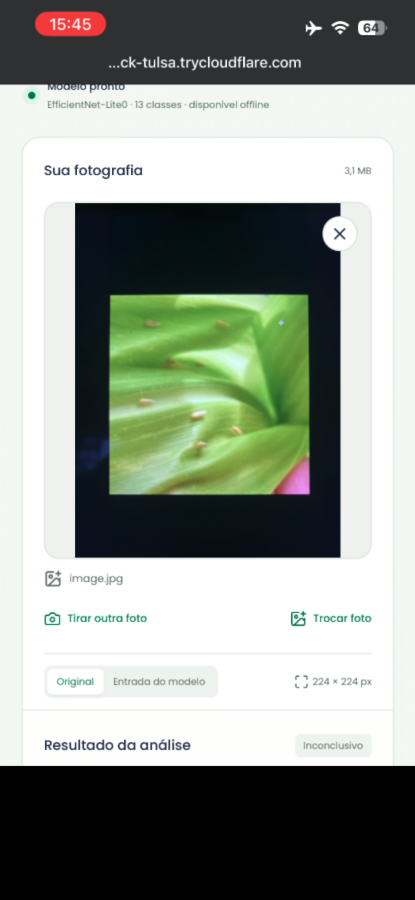 15:45
64
...ck-tulsa.trycloudflare.com
Modelo pronto
EfficientNet-Lite0 · 13 classes · disponível offline
Sua fotografia
3,1 MB
image.jpg
Tirar outra foto
Trocar foto
Original
Entrada do modelo
224 × 224 px
Resultado da análise
Inconclusivo